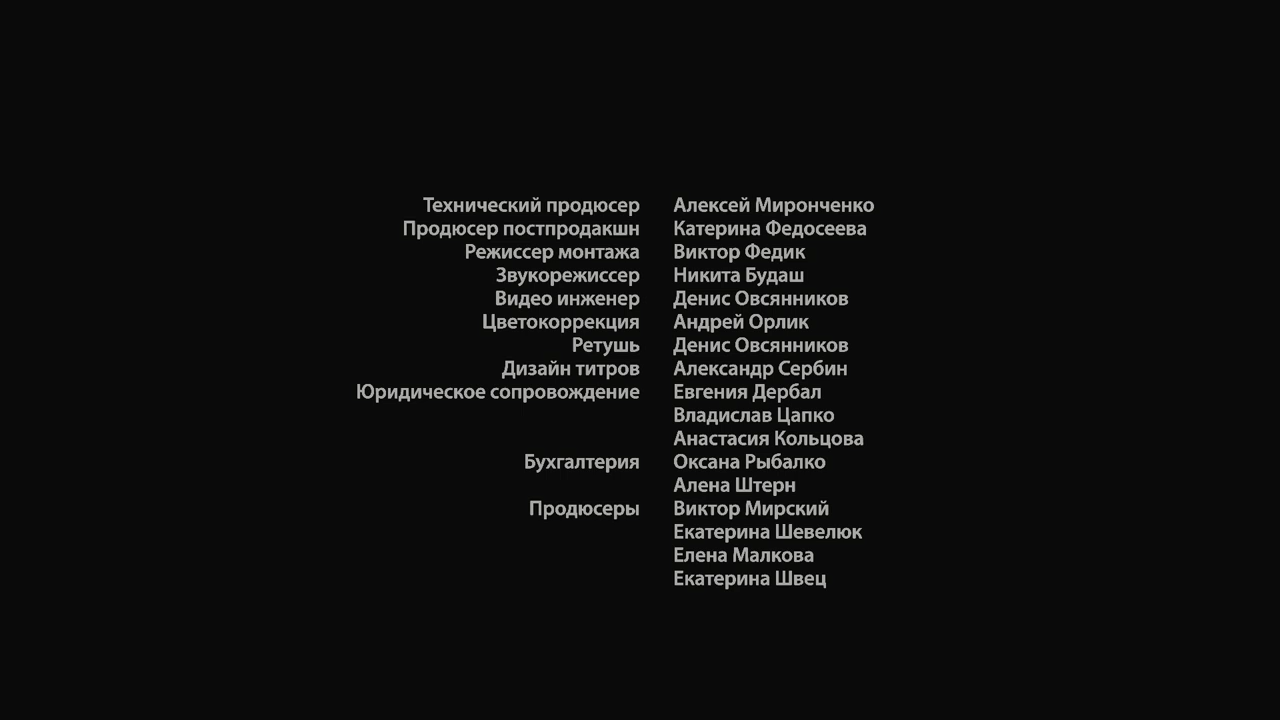 Технический продюсер Алексей Миронченко
Продюсер постпродакшн Катерина Федосеева
Режиссер монтажа Виктор Федик
Звукорежиссер Никита Будаш
Видео инженер Денис Овсянников
Цветокоррекция Андрей Орлик
Ретушь Денис Овсянников
Дизайн титров Александр Сербин
Юридическое сопровождение Евгения Дербал
Владислав Цапко
Анастасия Кольцова
Бухгалтерия Оксана Рыбалко
Алена Штерн
Продюсеры Виктор Мирский
Екатерина Шевелюк
Елена Малкова
Екатерина Швец